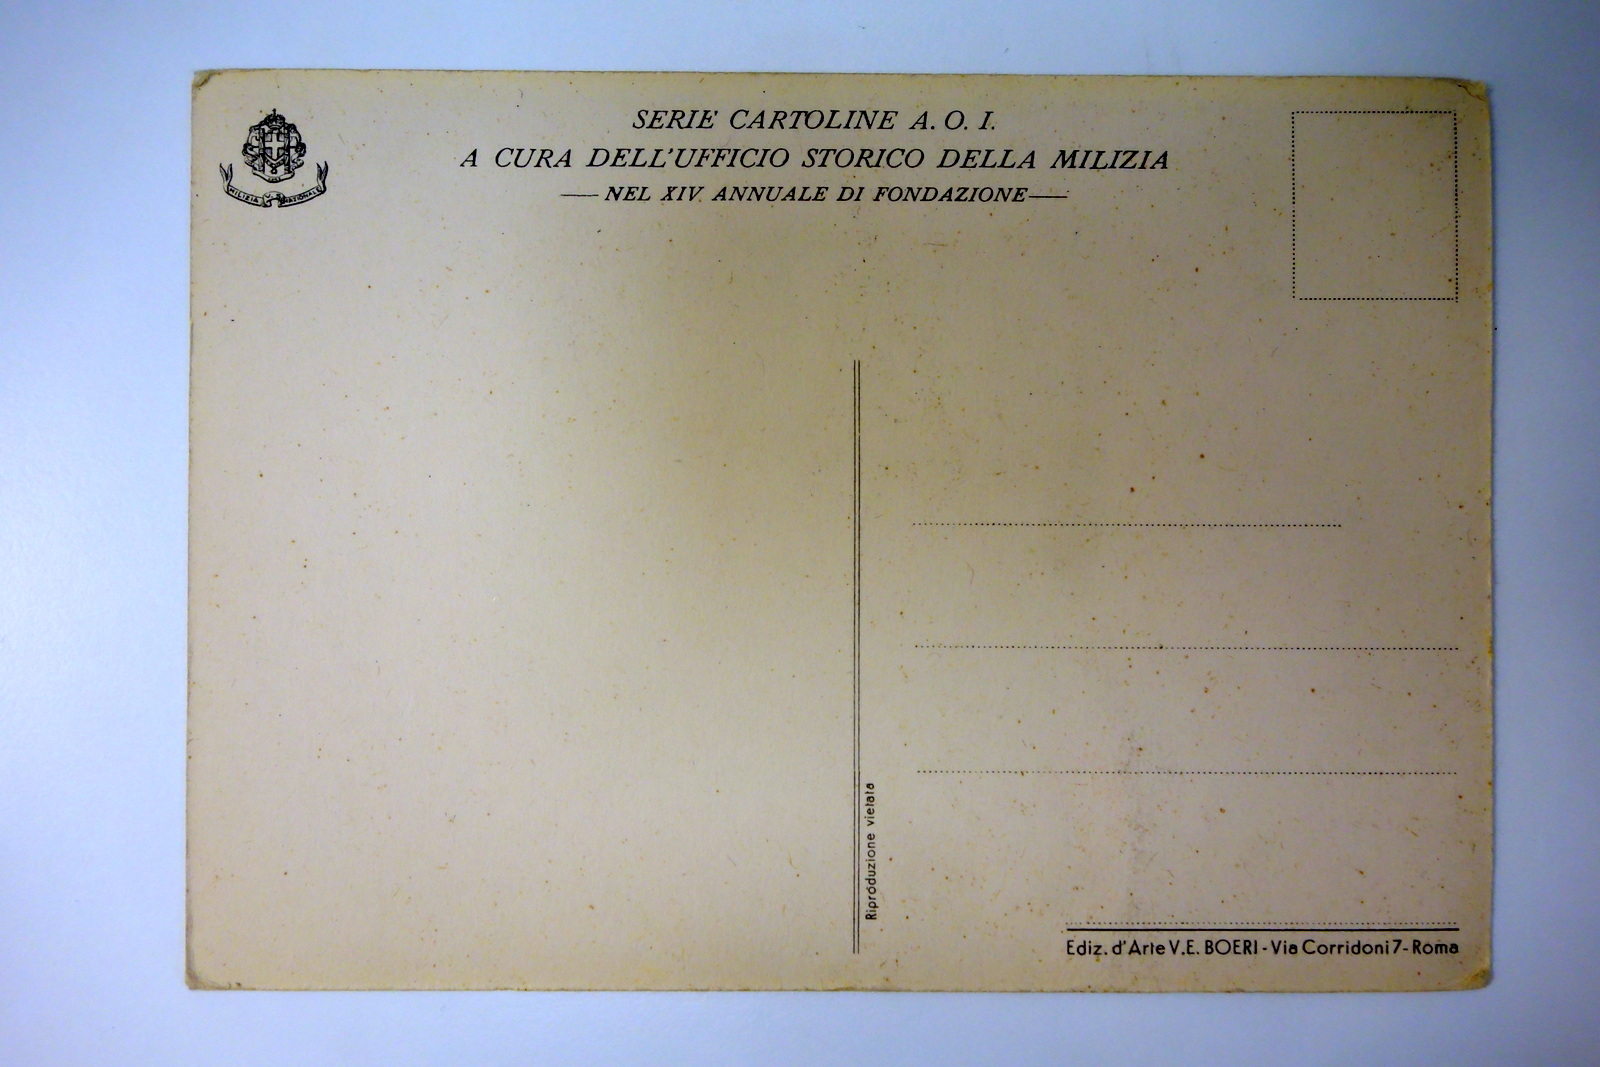 SERIE CARTOLINE A. O. I.
A CURA DELL'UFFICIO STORICO DELLA MILIZIA
NEL XIV ANNUALE DI FONDAZIONE
MILIZIA NAZIONALE
Riproduzione vietata
Ediz. d'Arte V.E. BOERI - Via Corridoni 7 - Roma